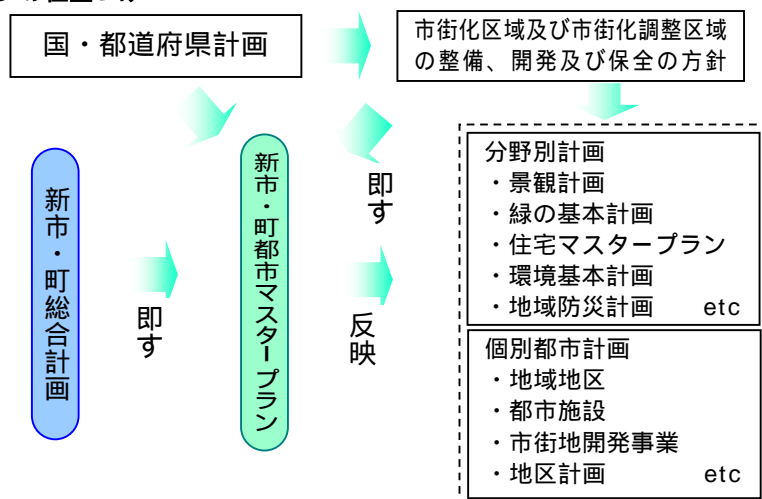 国・都道府県計画
市街化区域及び市街化調整区域
の整備、開発及び保全の方針
新市・町総合計画
即す
新市・町都市マスタープラン
即す
反映
分野別計画
・景観計画
・緑の基本計画
・住宅マスタープラン
・環境基本計画
・地域防災計画 etc
個別都市計画
・地域地区
・都市施設
・市街地開発事業
・地区計画 etc